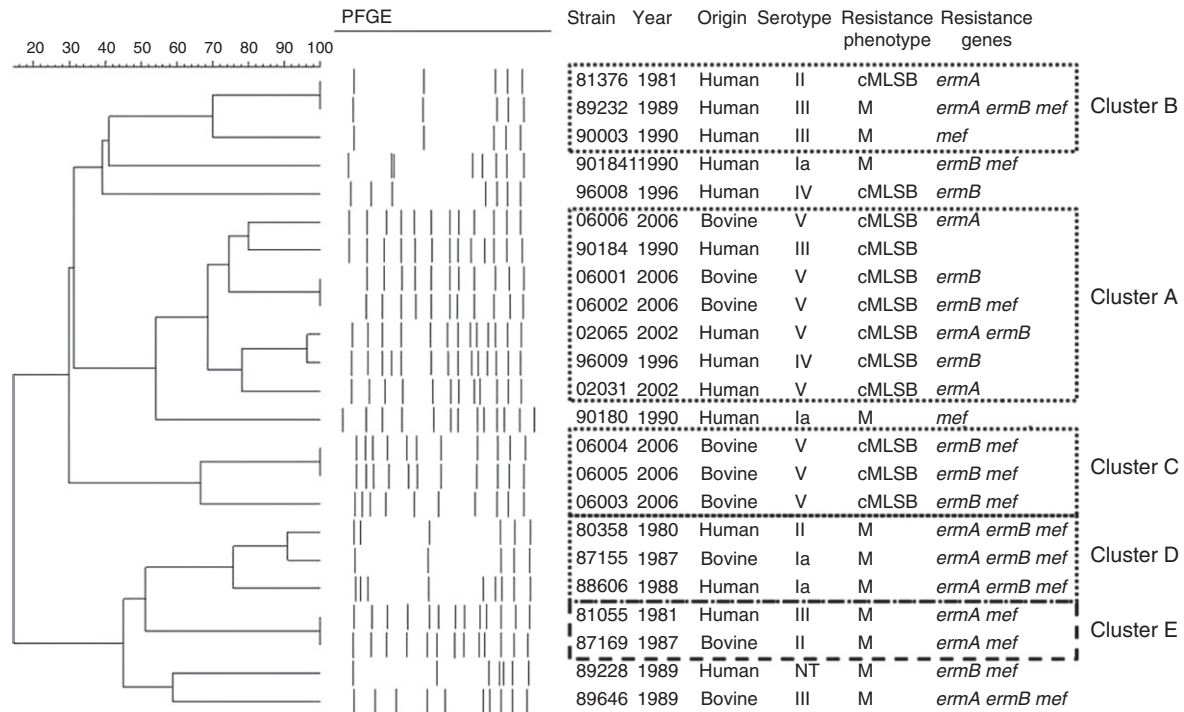 PFGE
Strain Year Origin Serotype Resistance phenotype Resistance genes
20 30 40 50 60 70 80 90 100
81376 1981 Human II cMLSB ermA
89232 1989 Human III M ermA ermB mef
Cluster B
90003 1990 Human III M mef
901841 1990 Human Ia M ermB mef
96008 1996 Human IV cMLSB ermB
06006 2006 Bovine V cMLSB ermA
90184 1990 Human III cMLSB
06001 2006 Bovine V cMLSB ermB
06002 2006 Bovine V cMLSB ermB mef
Cluster A
02065 2002 Human V cMLSB ermA ermB
96009 1996 Human IV cMLSB ermB
02031 2002 Human V cMLSB ermA
90180 1990 Human Ia M mef
06004 2006 Bovine V cMLSB ermB mef
06005 2006 Bovine V cMLSB ermB mef
Cluster C
06003 2006 Bovine V cMLSB ermB mef
80358 1980 Human II M ermA ermB mef
87155 1987 Bovine Ia M ermA ermB mef
Cluster D
88606 1988 Human Ia M ermA ermB mef
81055 1981 Human III M ermA mef
Cluster E
87169 1987 Bovine II M ermA mef
89228 1989 Human NT M ermB mef
89646 1989 Bovine III M ermA ermB mef